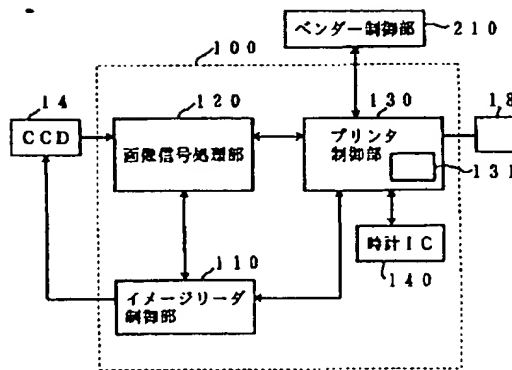 ベンダー制御部
210
100
14
120
130
18
CCD
画像信号処理部
プリンタ
制御部
131
時計IC
140
110
イメージリーダ
制御部